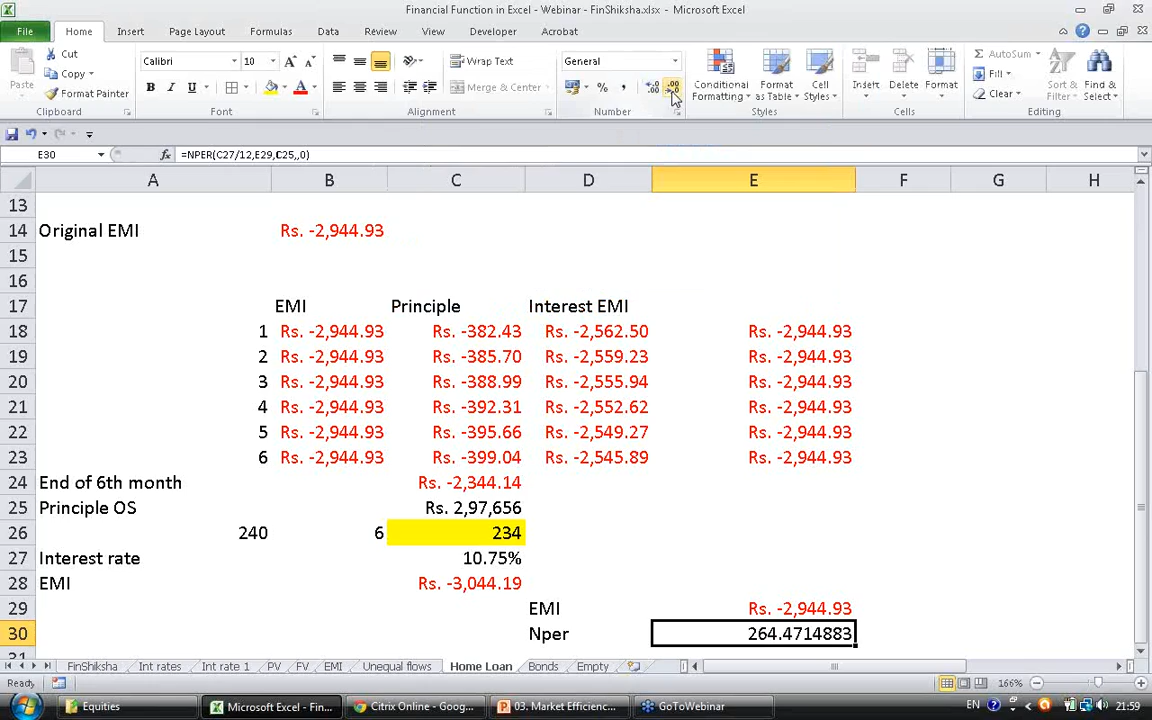 Financial Function in Excel - Webinar - FinShiksha.xlsx - Microsoft Excel
File Home Insert Page Layout Formulas Data Page Review View Developer Acrobat
Cut
Copy
Format Painter
Paste
Clipboard
Calibri 10
B I U
Font
Wrap Text
Merge & Center
Alignment
General
Number
Conditional Formatting
Format as Table
Cell Styles
Styles
Insert Delete Format
Cells
AutoSum
Fill
Clear
Sort & Filter
Find & Select
Editing
E30 fx =NPER(C27/12,E29,C25,,0)
A B C D E F G H
13
14 Original EMI Rs. -2,944.93
15
16
17 EMI Principle Interest EMI
18 1 Rs. -2,944.93 Rs. -382.43 Rs. -2,562.50 Rs. -2,944.93
19 2 Rs. -2,944.93 Rs. -385.70 Rs. -2,559.23 Rs. -2,944.93
20 3 Rs. -2,944.93 Rs. -388.99 Rs. -2,555.94 Rs. -2,944.93
21 4 Rs. -2,944.93 Rs. -392.31 Rs. -2,552.62 Rs. -2,944.93
22 5 Rs. -2,944.93 Rs. -395.66 Rs. -2,549.27 Rs. -2,944.93
23 6 Rs. -2,944.93 Rs. -399.04 Rs. -2,545.89 Rs. -2,944.93
24 End of 6th month Rs. -2,344.14
25 Principle OS Rs. 2,97,656
26 240 6 234
27 Interest rate 10.75%
28 EMI Rs. -3,044.19
29 EMI Rs. -2,944.93
30 Nper 264.4714883
31
FinShiksha Int rates Int rate 1 PV FV EMI Unequal flows Home Loan Bonds Empty
Ready 166%
Equities Microsoft Excel - Fin... Citrix Online - Goog... 03. Market Efficienc... GoToWebinar EN 21:59